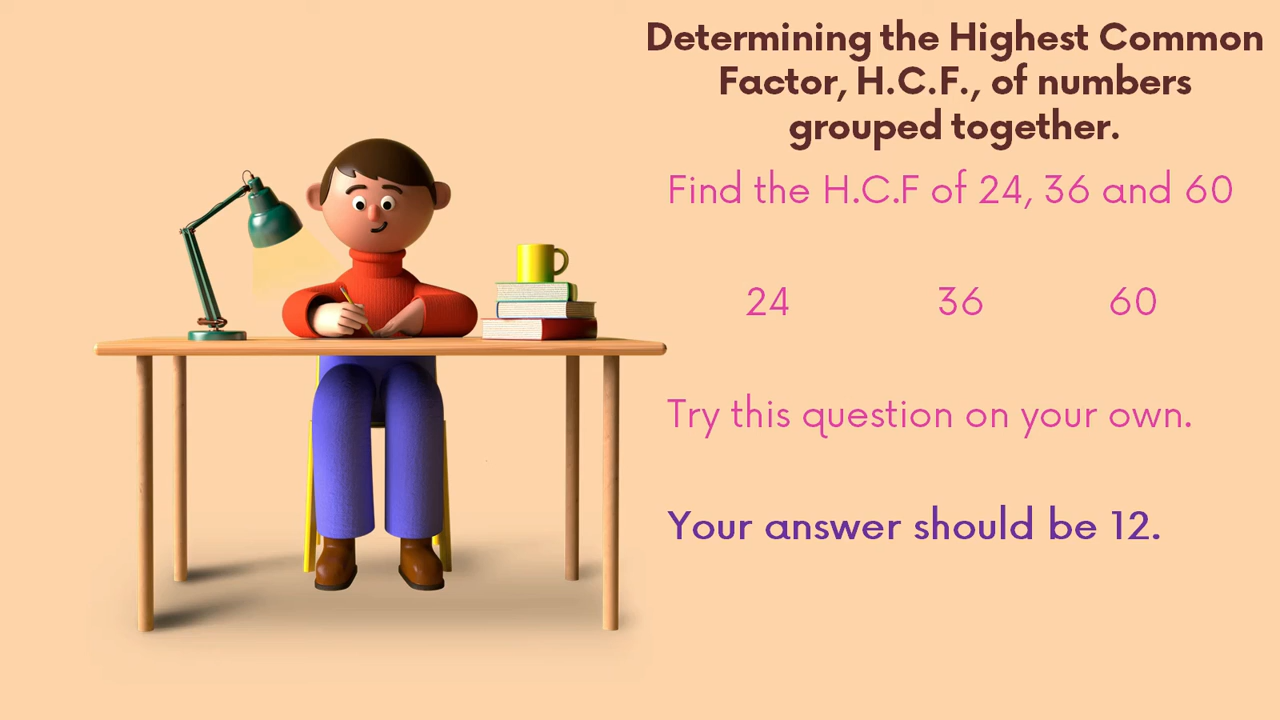 Determining the Highest Common
Factor, H.C.F., of numbers
grouped together.
Find the H.C.F of 24, 36 and 60
24 36 60
Try this question on your own.
Your answer should be 12.